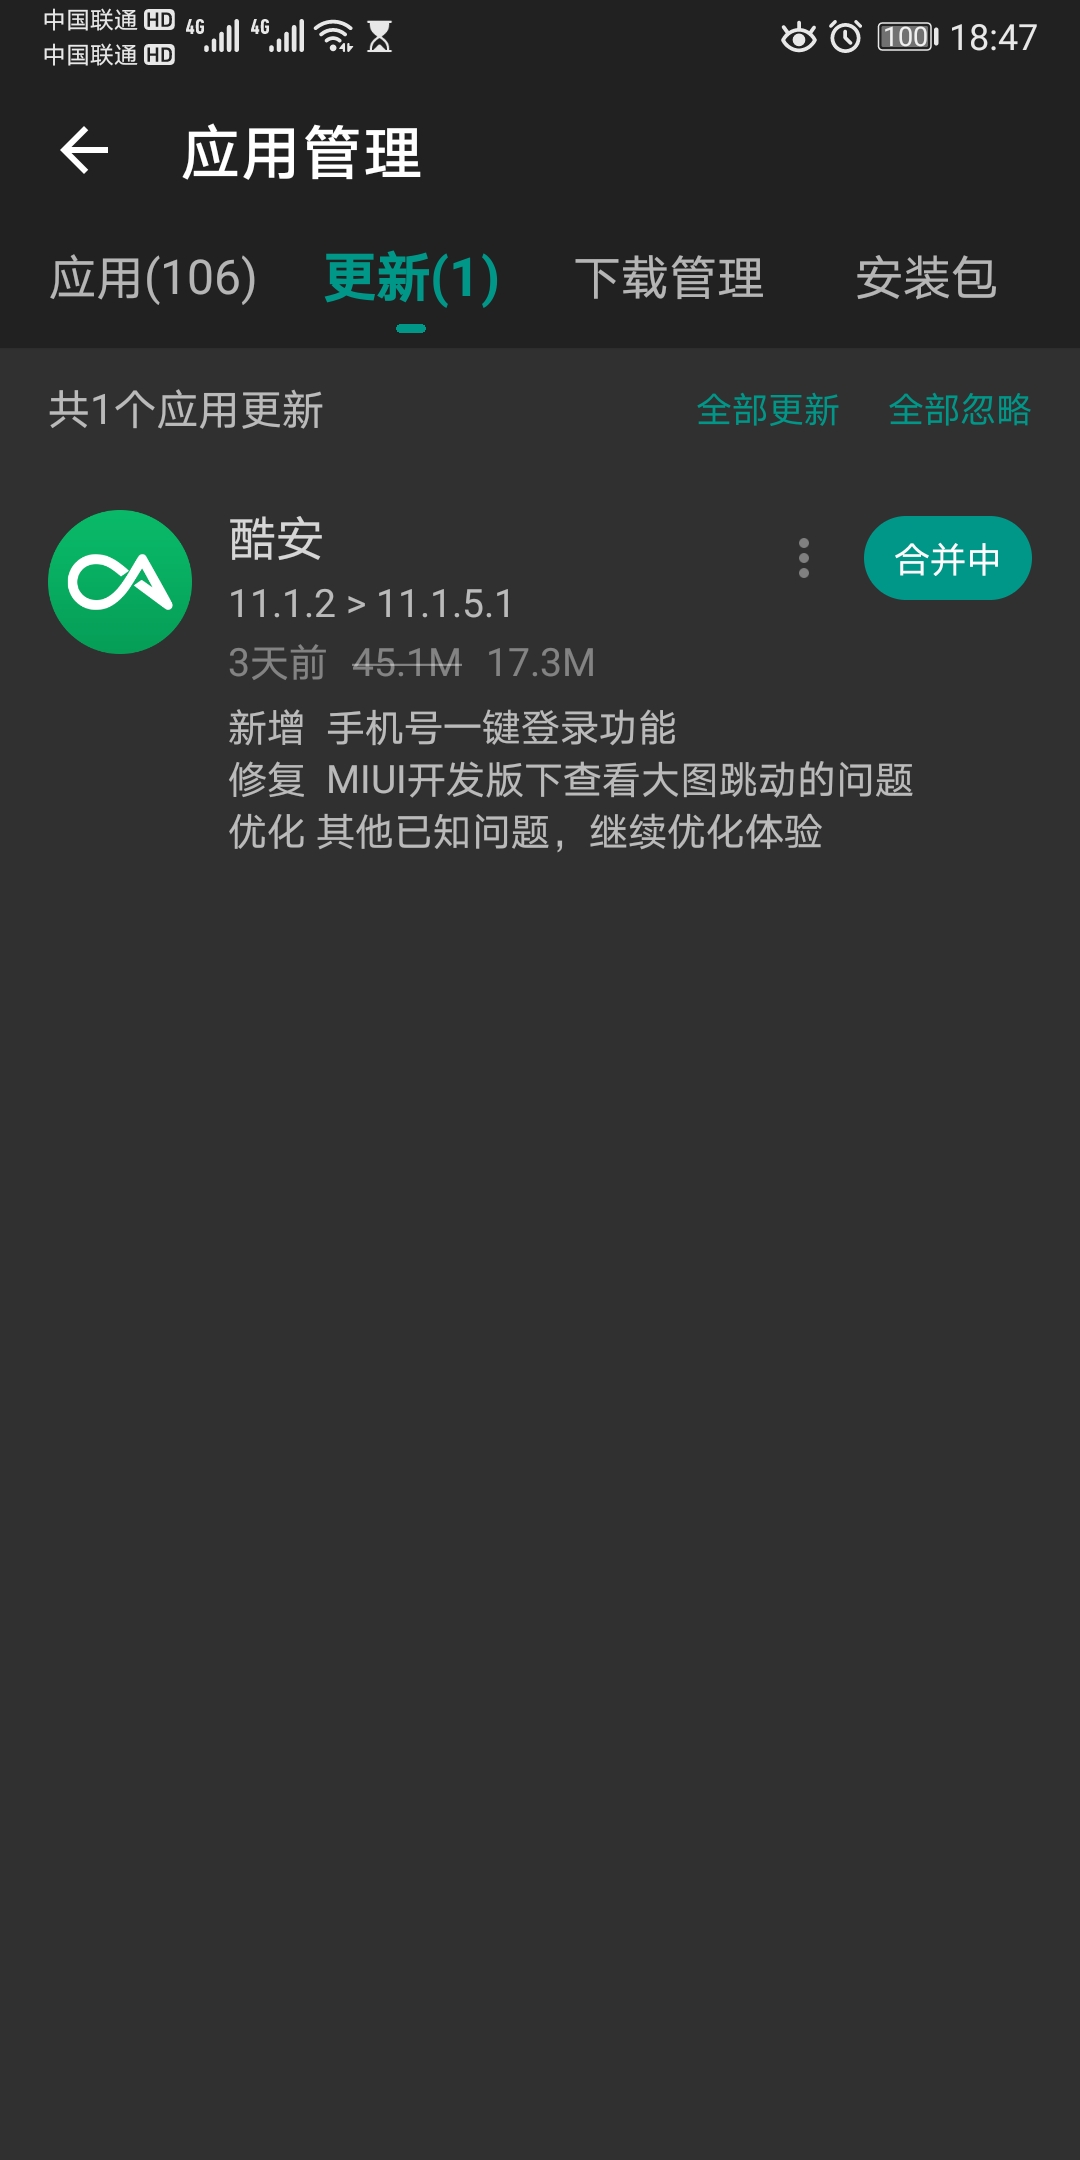 中国联通 HD 4G 4G
中国联通 HD
100 18:47
应用管理
应用(106) 更新(1) 下载管理 安装包
共1个应用更新 全部更新 全部忽略
酷安
合并中
11.1.2 > 11.1.5.1
3天前 45.1M 17.3M
新增 手机号一键登录功能
修复 MIUI开发版下查看大图跳动的问题
优化 其他已知问题，继续优化体验